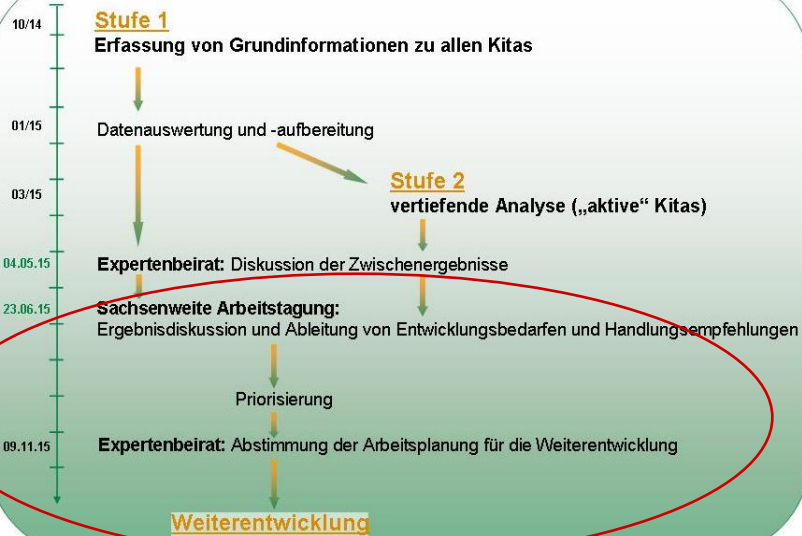 10/14
Stufe 1
Erfassung von Grundinformationen zu allen Kitas
01/15
Datenauswertung und -aufbereitung
03/15
Stufe 2
vertiefende Analyse („aktive“ Kitas)
04.05.15
Expertenbeirat: Diskussion der Zwischenergebnisse
23.06.15
Sachsenweite Arbeitstagung:
Ergebnisdiskussion und Ableitung von Entwicklungsbedarfen und Handlungsempfehlungen
Priorisierung
09.11.15
Expertenbeirat: Abstimmung der Arbeitsplanung für die Weiterentwicklung
Weiterentwicklung